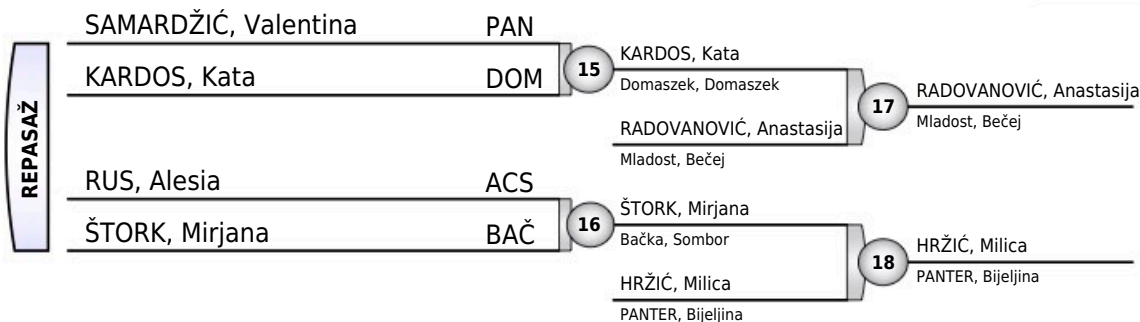 REPASAŽ
SAMARDŽIĆ, Valentina PAN
KARDOS, Kata DOM
15
KARDOS, Kata
Domaszek, Domaszek
RADOVANOVIĆ, Anastasija
Mladost, Bečej
17
RADOVANOVIĆ, Anastasija
Mladost, Bečej
RUS, Alesia ACS
ŠTORK, Mirjana BAČ
16
ŠTORK, Mirjana
Bačka, Sombor
HRŽIĆ, Milica
PANTER, Bijeljina
18
HRŽIĆ, Milica
PANTER, Bijeljina